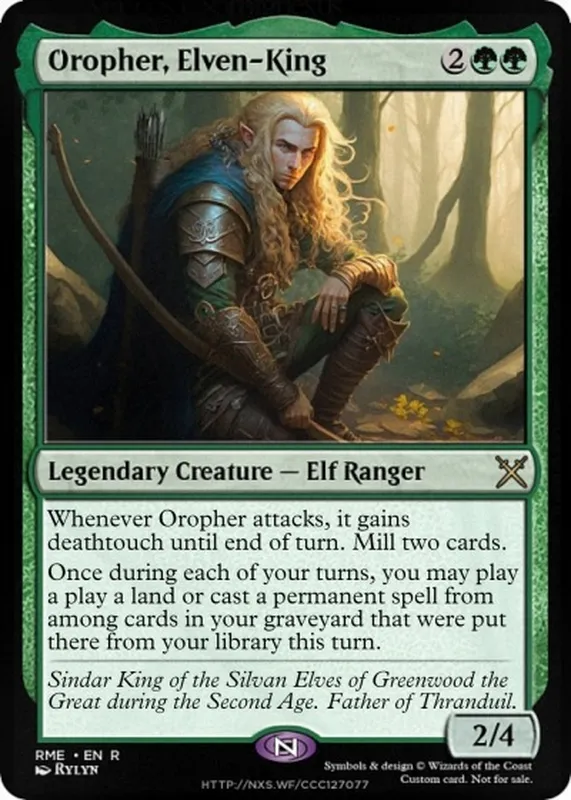 Oropher, Elven-King 2
Legendary Creature — Elf Ranger
Whenever Oropher attacks, it gains
deathtouch until end of turn. Mill two cards.
Once during each of your turns, you may play
a play a land or cast a permanent spell from
among cards in your graveyard that were put
there from your library this turn.
Sindar King of the Silvan Elves of Greenwood the
Great during the Second Age. Father of Thranduil.
2/4
RME • EN R
RYLYN
Symbols & design © Wizards of the Coast
Custom card. Not for sale.
HTTP://NXS.WF/CCC127077